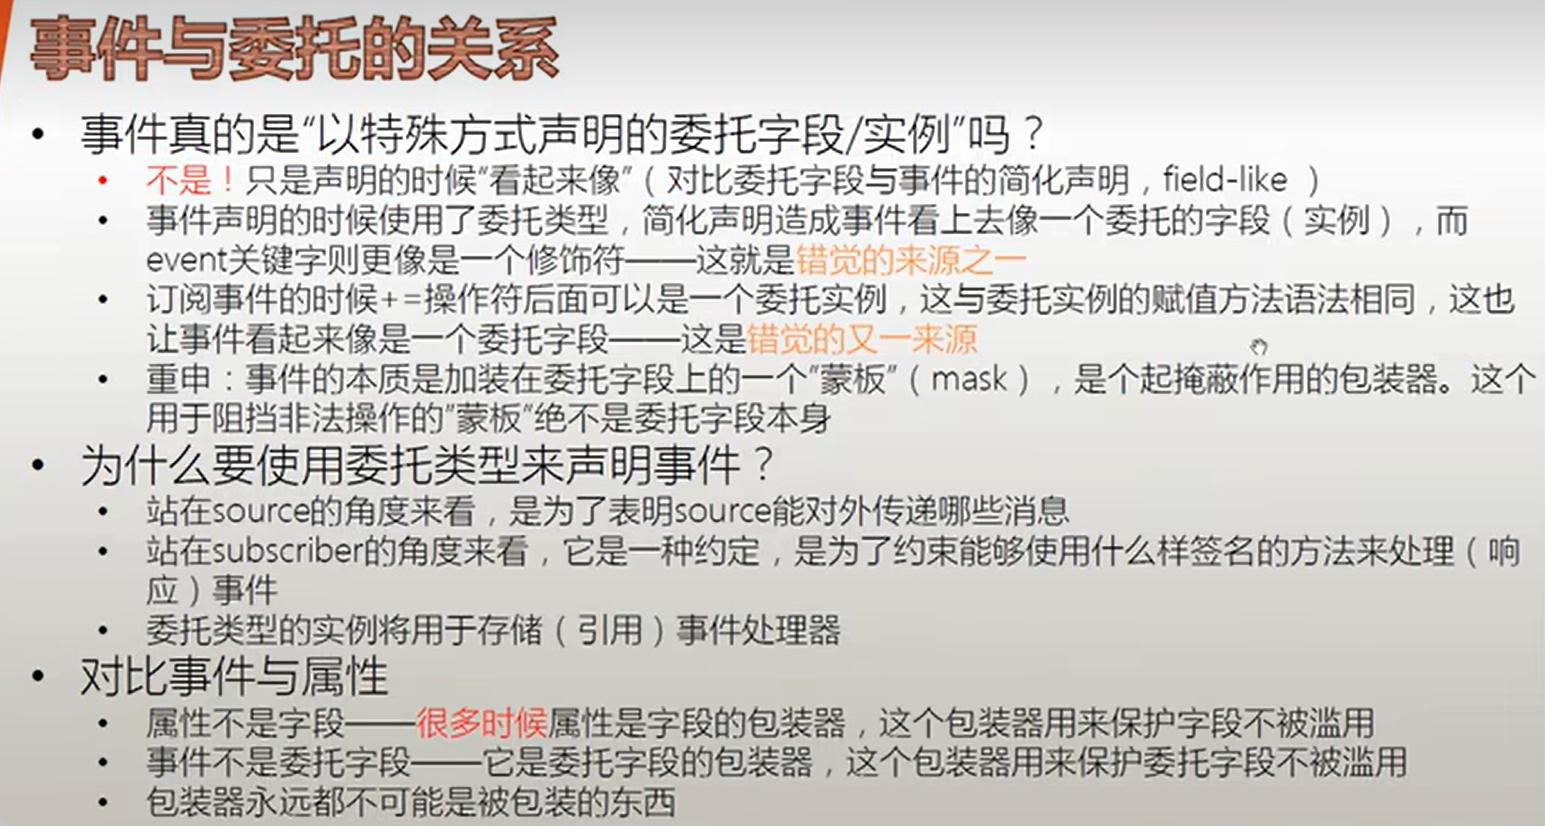 事件与委托的关系
• 事件真的是“以特殊方式声明的委托字段/实例”吗？
• 不是！只是声明的时候“看起来像”（对比委托字段与事件的简化声明，field-like ）
• 事件声明的时候使用了委托类型，简化声明造成事件看上去像一个委托的字段（实例），而
event关键字则更像是一个修饰符——这就是错觉的来源之一
• 订阅事件的时候+=操作符后面可以是一个委托实例，这与委托实例的赋值方法语法相同，这也
让事件看起来像是一个委托字段——这是错觉的又一来源
• 重申：事件的本质是加装在委托字段上的一个“蒙板”（mask），是个起掩蔽作用的包装器。这个
用于阻挡非法操作的“蒙板”绝不是委托字段本身
• 为什么要使用委托类型来声明事件？
• 站在source的角度来看，是为了表明source能对外传递哪些消息
• 站在subscriber的角度来看，它是一种约定，是为了约束能够使用什么样签名的方法来处理（响
应）事件
• 委托类型的实例将用于存储（引用）事件处理器
• 对比事件与属性
• 属性不是字段——很多时候属性是字段的包装器，这个包装器用来保护字段不被滥用
• 事件不是委托字段——它是委托字段的包装器，这个包装器用来保护委托字段不被滥用
• 包装器永远都不可能是被包装的东西